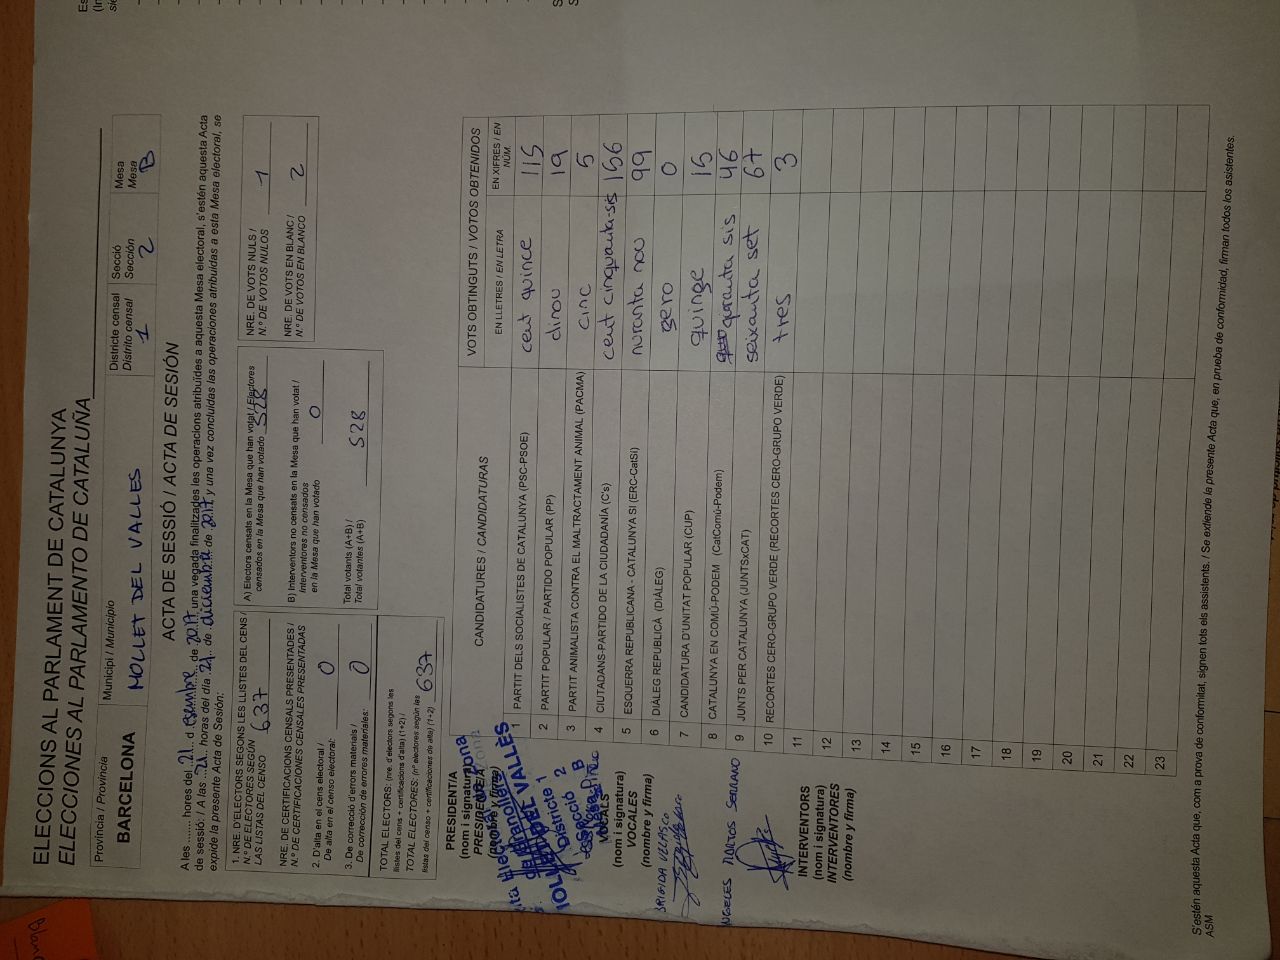 ELECCIONS AL PARLAMENT DE CATALUNYA
ELECCIONES AL PARLAMENTO DE CATALUÑA
Província / Provincia
BARCELONA
Municipi / Municipio
MOLLET DEL VALLES
Districte censal
Distrito censal
1
Secció
Sección
2
Mesa
Mesa
B
ACTA DE SESSIÓ / ACTA DE SESIÓN
A les ........ hores del 21 d desembre de 2017, una vegada finalitzades les operacions atribuïdes a aquesta Mesa electoral, s'estén aquesta Acta
de sessió: / A las 21 horas del día 21 de diciembre de 2017 y una vez concluidas las operaciones atribuidas a esta Mesa electoral, se
expide la presente Acta de Sesión:
1. NRE. D'ELECTORS SEGONS LES LLISTES DEL CENS /
N.º DE ELECTORES SEGÚN
LAS LISTAS DEL CENSO 637
NRE. DE CERTIFICACIONS CENSALS PRESENTADES /
N.º DE CERTIFICACIONES CENSALES PRESENTADAS
2. D'alta en el cens electoral /
De alta en el censo electoral: 0
3. De correcció d'errors materials /
De corrección de errores materiales: 0
TOTAL ELECTORS: (nre. d'electors segons les
llistes del cens + certificacions d'alta) (1+2) /
TOTAL ELECTORES: (nº electores según las
listas del censo + certificaciones de alta) (1+2) 637
A) Electors censats en la Mesa que han votat / Electores
censados en la Mesa que han votado 528
B) Interventors no censats en la Mesa que han votat /
Interventores no censados
en la Mesa que han votado 0
Total votants (A+B) /
Total votantes (A+B) 528
NRE. DE VOTS NULS /
N.º DE VOTOS NULOS 1
NRE. DE VOTS EN BLANC /
N.º DE VOTOS EN BLANCO 2
CANDIDATURES / CANDIDATURAS
VOTS OBTINGUTS / VOTOS OBTENIDOS
EN LLETRES / EN LETRA
EN XIFRES / EN NÚM.
1 PARTIT DELS SOCIALISTES DE CATALUNYA (PSC-PSOE) cent quince 115
2 PARTIT POPULAR / PARTIDO POPULAR (PP) dinou 19
3 PARTIT ANIMALISTA CONTRA EL MALTRACTAMENT ANIMAL (PACMA) cinc 5
4 CIUTADANS-PARTIDO DE LA CIUDADANÍA (C's) cent cinquanta-sis 156
5 ESQUERRA REPUBLICANA - CATALUNYA SI (ERC-CatSI) noranta nou 99
6 DIÀLEG REPUBLICÀ (DIÀLEG) zero 0
7 CANDIDATURA D'UNITAT POPULAR (CUP) quinze 15
8 CATALUNYA EN COMÚ-PODEM (CatComú-Podem) quaranta sis 46
9 JUNTS PER CATALUNYA (JUNTSxCAT) seixanta set 67
10 RECORTES CERO-GRUPO VERDE (RECORTES CERO-GRUPO VERDE) tres 3
11
12
13
14
15
16
17
18
19
20
21
22
23
PRESIDENTIA
(nom i signatura)
PRESIDENCIA
(nombre y firma)
Districte 1
Secció 2
B
VOCALS
(nom i signatura)
VOCALES
(nombre y firma)
BRIGIDA VELASCO
ANGELES MARTOS SERRANO
INTERVENTORS
(nom i signatura)
INTERVENTORES
(nombre y firma)
S'estén aquesta Acta que, com a prova de conformitat, signen tots els assistents. / Se extiende la presente Acta que, en prueba de conformidad, firman todos los asistentes.
ASM